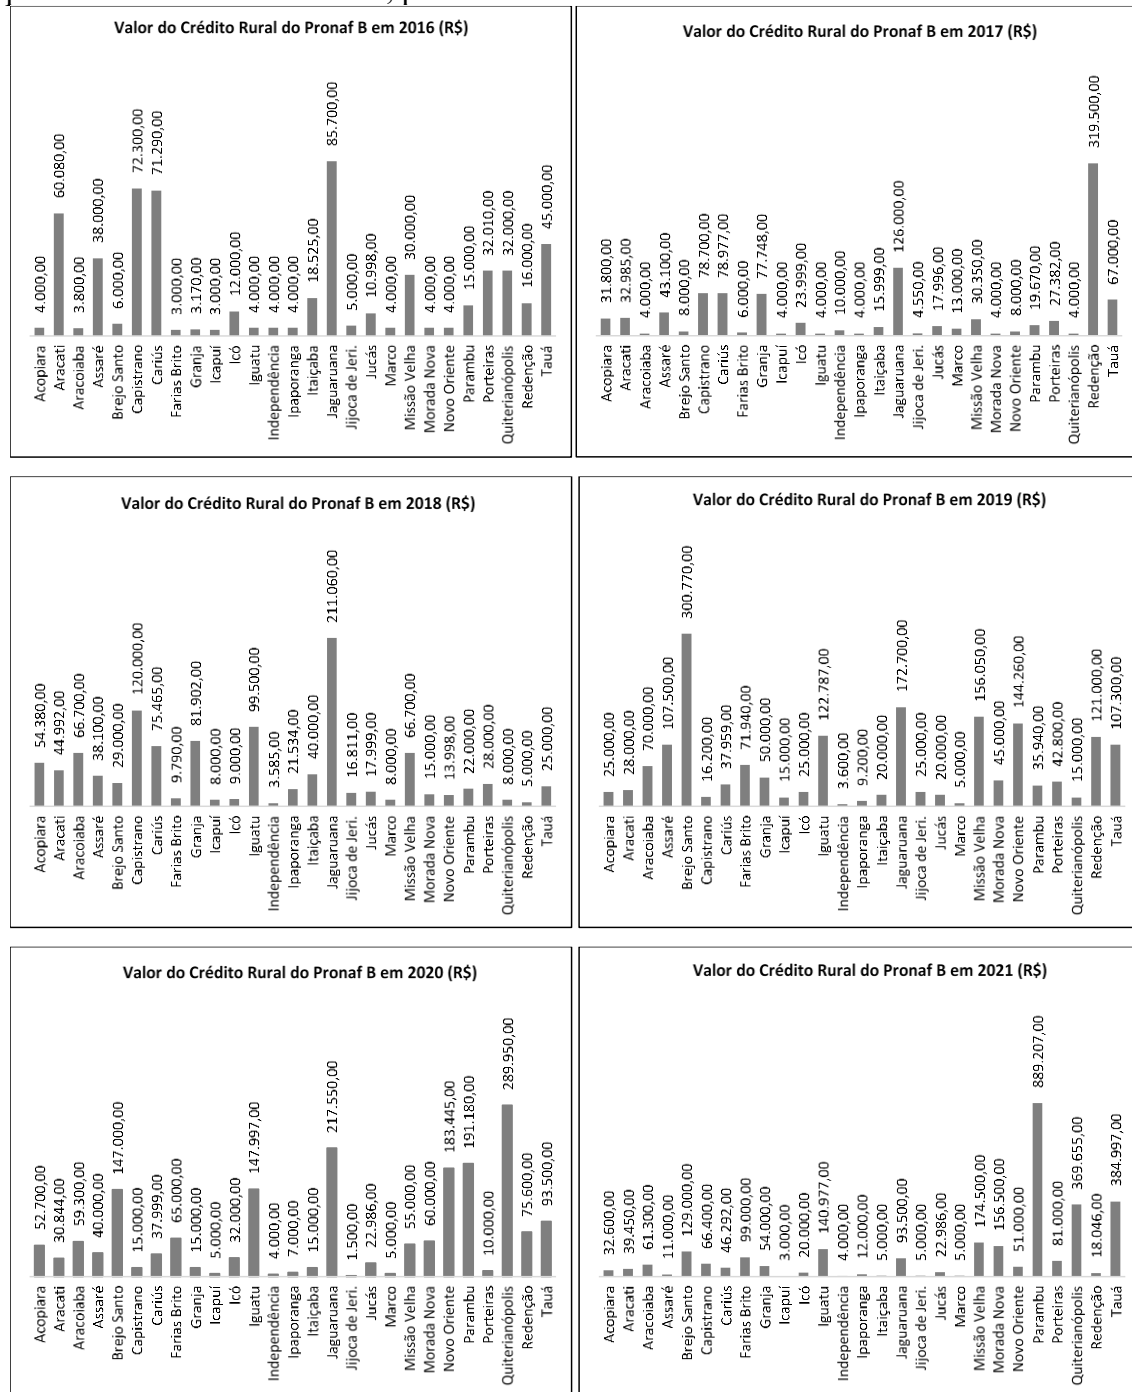 Valor do Crédito Rural do Pronaf B em 2016 (R$)
4.000,00
60.080,00
3.800,00
38.000,00
6.000,00
72.300,00
71.290,00
3.000,00
3.170,00
3.000,00
12.000,00
4.000,00
4.000,00
4.000,00
18.525,00
85.700,00
5.000,00
10.998,00
4.000,00
30.000,00
4.000,00
4.000,00
15.000,00
32.010,00
32.000,00
16.000,00
45.000,00
Acopiara
Aracati
Aracoiaba
Assaré
Brejo Santo
Capistrano
Cariús
Farias Brito
Granja
Icapuí
Icó
Iguatu
Independência
Ipaporanga
Itaiçaba
Jaguaruana
Jijoca de Jeri.
Jucás
Marco
Missão Velha
Morada Nova
Novo Oriente
Parambu
Porteiras
Quiterianópolis
Redenção
Tauá
Valor do Crédito Rural do Pronaf B em 2017 (R$)
31.800,00
32.985,00
4.000,00
43.100,00
8.000,00
78.700,00
78.977,00
6.000,00
77.748,00
4.000,00
23.999,00
4.000,00
10.000,00
4.000,00
15.999,00
126.000,00
4.550,00
17.996,00
13.000,00
30.350,00
4.000,00
8.000,00
19.670,00
27.382,00
4.000,00
319.500,00
67.000,00
Acopiara
Aracati
Aracoiaba
Assaré
Brejo Santo
Capistrano
Cariús
Farias Brito
Granja
Icapuí
Icó
Iguatu
Independência
Ipaporanga
Itaiçaba
Jaguaruana
Jijoca de Jeri.
Jucás
Marco
Missão Velha
Morada Nova
Novo Oriente
Parambu
Porteiras
Quiterianópolis
Redenção
Tauá
Valor do Crédito Rural do Pronaf B em 2018 (R$)
54.380,00
44.992,00
66.700,00
38.100,00
29.000,00
120.000,00
75.465,00
9.790,00
81.902,00
8.000,00
9.000,00
99.500,00
3.585,00
21.534,00
40.000,00
211.060,00
16.811,00
17.999,00
8.000,00
66.700,00
15.000,00
13.998,00
22.000,00
28.000,00
8.000,00
5.000,00
25.000,00
Acopiara
Aracati
Aracoiaba
Assaré
Brejo Santo
Capistrano
Cariús
Farias Brito
Granja
Icapuí
Icó
Iguatu
Independência
Ipaporanga
Itaiçaba
Jaguaruana
Jijoca de Jeri.
Jucás
Marco
Missão Velha
Morada Nova
Novo Oriente
Parambu
Porteiras
Quiterianópolis
Redenção
Tauá
Valor do Crédito Rural do Pronaf B em 2019 (R$)
25.000,00
28.000,00
70.000,00
107.500,00
300.770,00
16.200,00
37.959,00
71.940,00
50.000,00
15.000,00
25.000,00
122.787,00
3.600,00
9.200,00
20.000,00
172.700,00
25.000,00
20.000,00
5.000,00
156.050,00
45.000,00
144.260,00
35.940,00
42.800,00
15.000,00
121.000,00
107.300,00
Acopiara
Aracati
Aracoiaba
Assaré
Brejo Santo
Capistrano
Cariús
Farias Brito
Granja
Icapuí
Icó
Iguatu
Independência
Ipaporanga
Itaiçaba
Jaguaruana
Jijoca de Jeri.
Jucás
Marco
Missão Velha
Morada Nova
Novo Oriente
Parambu
Porteiras
Quiterianópolis
Redenção
Tauá
Valor do Crédito Rural do Pronaf B em 2020 (R$)
52.700,00
30.844,00
59.300,00
40.000,00
147.000,00
15.000,00
37.999,00
65.000,00
15.000,00
5.000,00
32.000,00
147.997,00
4.000,00
7.000,00
15.000,00
217.550,00
1.500,00
22.986,00
5.000,00
55.000,00
60.000,00
183.445,00
191.180,00
10.000,00
289.950,00
75.600,00
93.500,00
Acopiara
Aracati
Aracoiaba
Assaré
Brejo Santo
Capistrano
Cariús
Farias Brito
Granja
Icapuí
Icó
Iguatu
Independência
Ipaporanga
Itaiçaba
Jaguaruana
Jijoca de Jeri.
Jucás
Marco
Missão Velha
Morada Nova
Novo Oriente
Parambu
Porteiras
Quiterianópolis
Redenção
Tauá
Valor do Crédito Rural do Pronaf B em 2021 (R$)
32.600,00
39.450,00
61.300,00
11.000,00
129.000,00
66.400,00
46.292,00
99.000,00
54.000,00
3.000,00
20.000,00
140.977,00
4.000,00
12.000,00
5.000,00
93.500,00
5.000,00
22.986,00
5.000,00
174.500,00
156.500,00
51.000,00
889.207,00
81.000,00
369.655,00
18.046,00
384.997,00
Acopiara
Aracati
Aracoiaba
Assaré
Brejo Santo
Capistrano
Cariús
Farias Brito
Granja
Icapuí
Icó
Iguatu
Independência
Ipaporanga
Itaiçaba
Jaguaruana
Jijoca de Jeri.
Jucás
Marco
Missão Velha
Morada Nova
Novo Oriente
Parambu
Porteiras
Quiterianópolis
Redenção
Tauá